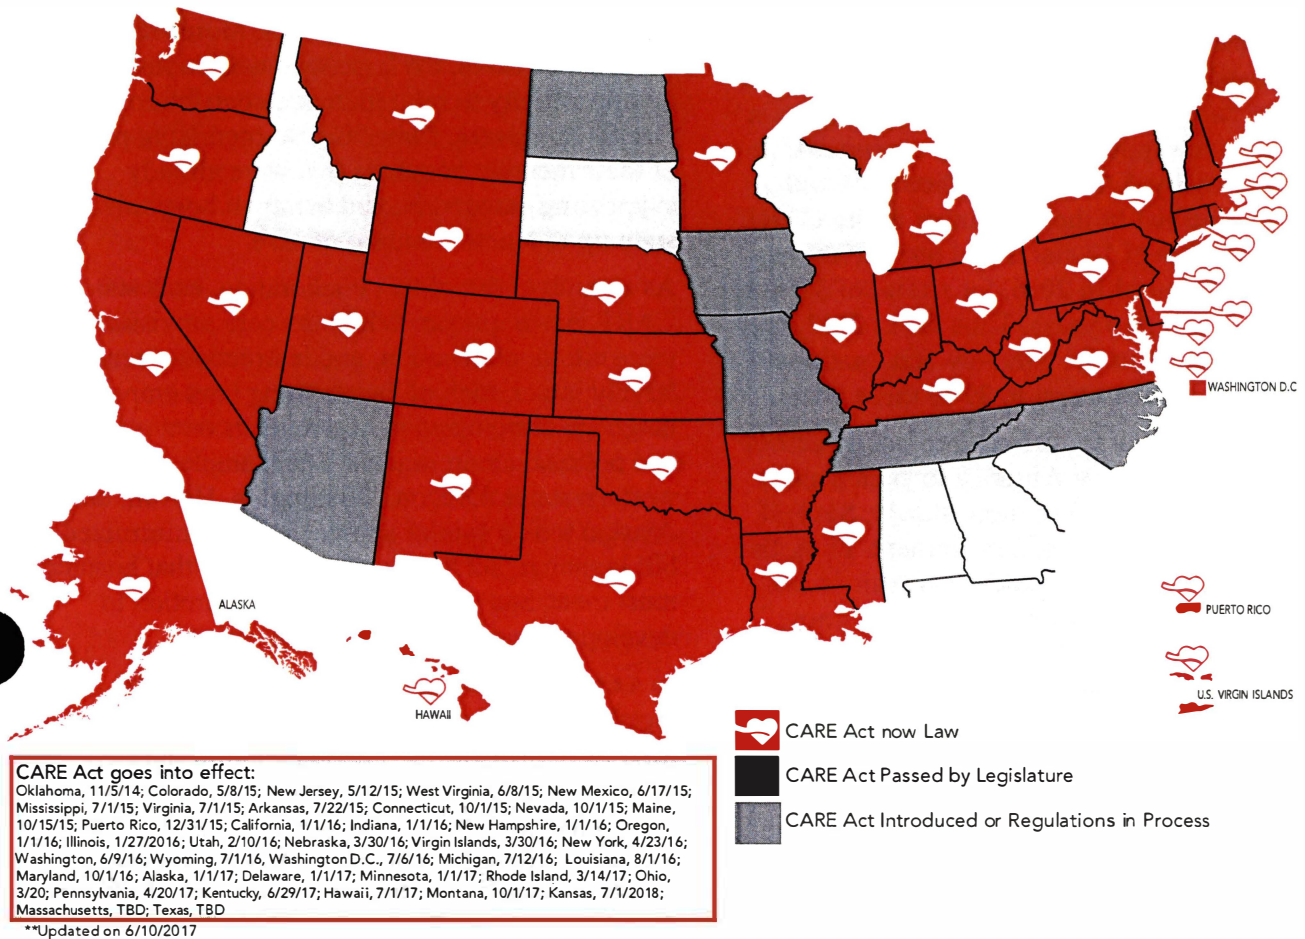 WASHINGTON D.C
ALASKA
PUERTO RICO
U.S. VIRGIN ISLANDS
HAWAII
CARE Act now Law
CARE Act Passed by Legislature
CARE Act Introduced or Regulations in Process
CARE Act goes into effect:
Oklahoma, 11/5/14; Colorado, 5/8/15; New Jersey, 5/12/15; West Virginia, 6/8/15; New Mexico, 6/17/15;
Mississippi, 7/1/15; Virginia, 7/1/15; Arkansas, 7/22/15; Connecticut, 10/1/15; Nevada, 10/1/15; Maine,
10/15/15; Puerto Rico, 12/31/15; California, 1/1/16; Indiana, 1/1/16; New Hampshire, 1/1/16; Oregon,
1/1/16; Illinois, 1/27/2016; Utah, 2/10/16; Nebraska, 3/30/16; Virgin Islands, 3/30/16; New York, 4/23/16;
Washington, 6/9/16; Wyoming, 7/1/16, Washington D.C., 7/6/16; Michigan, 7/12/16; Louisiana, 8/1/16;
Maryland, 10/1/16; Alaska, 1/1/17; Delaware, 1/1/17; Minnesota, 1/1/17; Rhode Island, 3/14/17; Ohio,
3/20; Pennsylvania, 4/20/17; Kentucky, 6/29/17; Hawaii, 7/1/17; Montana, 10/1/17; Kansas, 7/1/2018;
Massachusetts, TBD; Texas, TBD
**Updated on 6/10/2017